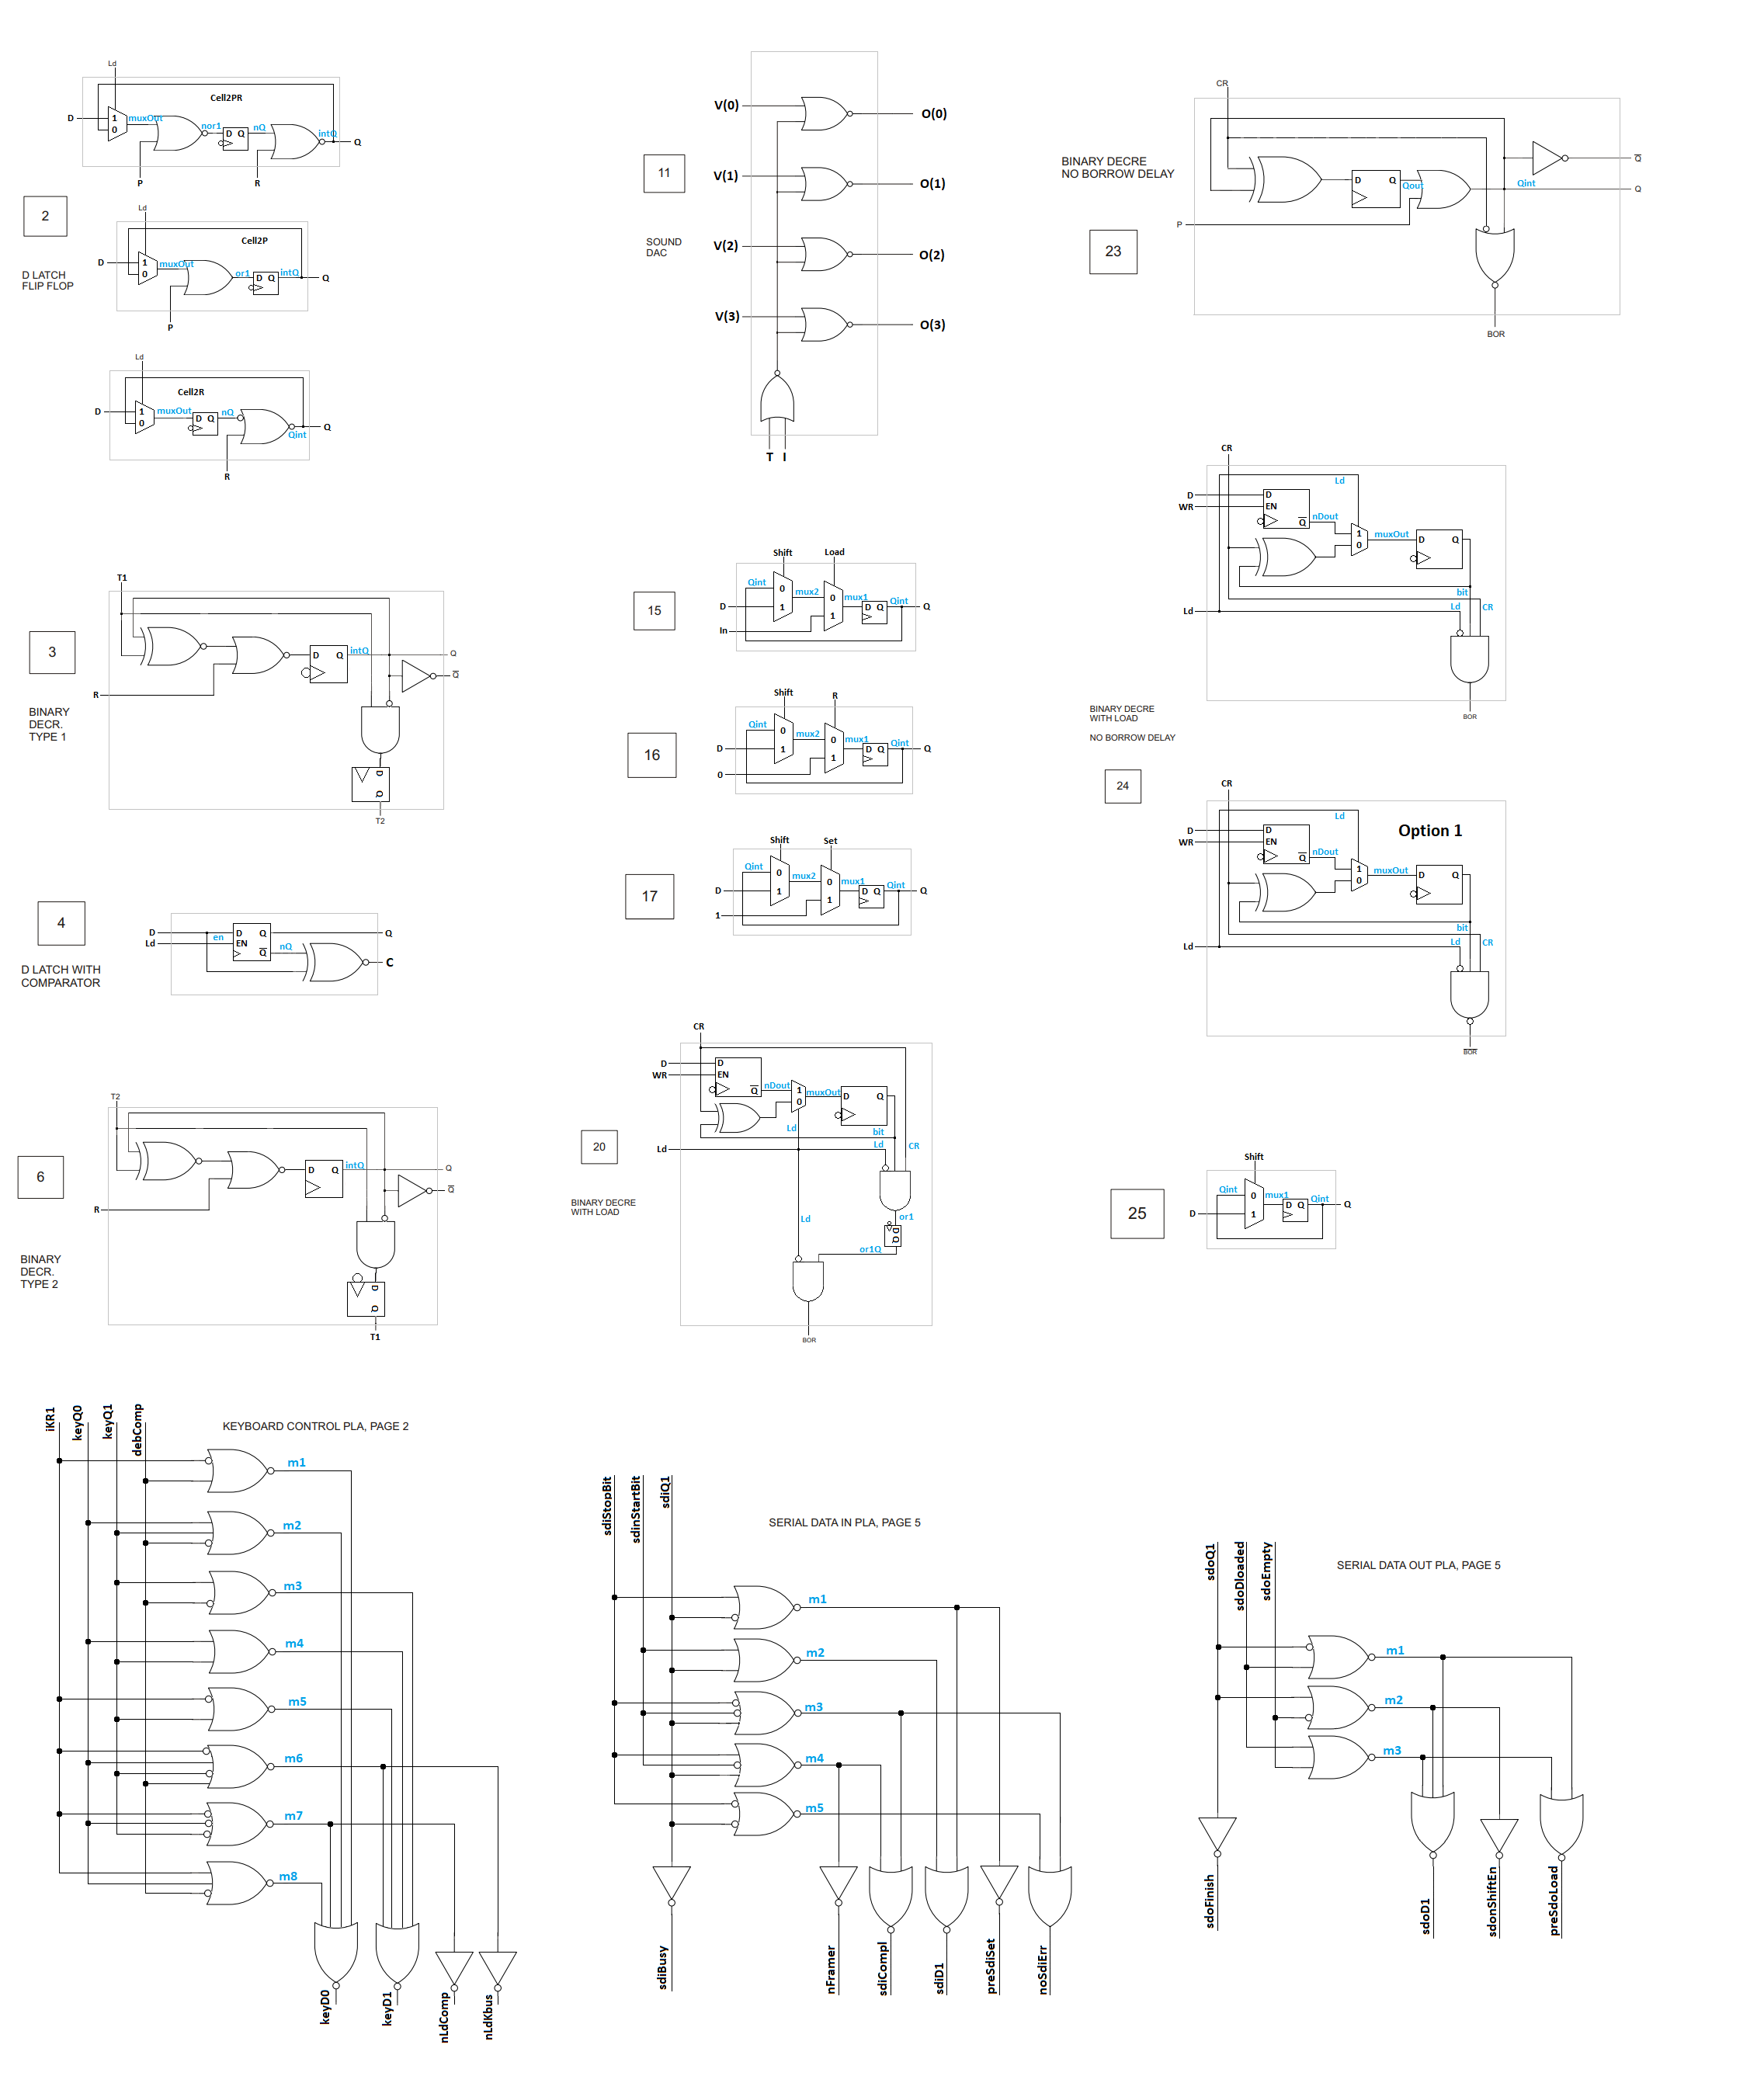 Ld
Cell2PR
D
1
0
muxOut
nor1
D Q
nQ
intQ
Q
P
R
2
D LATCH
FLIP FLOP
Ld
Cell2P
D
1
0
muxOut
or1
D Q
intQ
Q
P
Ld
Cell2R
D
1
0
muxOut
D Q
nQ
Qint
Q
R
T1
3
D Q
intQ
Q
Q
R
BINARY
DECR.
TYPE 1
D
Q
T2
4
D
Ld
en
D Q
EN
Q
nQ
Q
C
D LATCH WITH
COMPARATOR
T2
6
D Q
intQ
Q
Q
R
BINARY
DECR.
TYPE 2
D
Q
T1
V(0)
O(0)
11
V(1)
O(1)
SOUND
DAC
V(2)
O(2)
V(3)
O(3)
T I
15
Shift
Load
Qint
0
1
mux2
0
1
mux1
D Q
Qint
Q
D
In
16
Shift
R
Qint
0
1
mux2
0
1
mux1
D Q
Qint
Q
D
0
17
Shift
Set
Qint
0
1
mux2
0
1
mux1
D Q
Qint
Q
D
1
CR
D
WR
D
EN
Q
nDout
1
0
muxOut
D Q
Ld
bit
Ld
CR
Ld
20
BINARY DECRE
WITH LOAD
or1
D Q
or1Q
Ld
BOR
CR
BINARY DECRE
NO BORROW DELAY
23
D Q
Qout
Qint
Q
Q
P
BOR
CR
Ld
D
WR
D
EN
Q
nDout
1
0
muxOut
D Q
bit
Ld
CR
Ld
BOR
BINARY DECRE
WITH LOAD
NO BORROW DELAY
24
CR
Ld
Option 1
D
WR
D
EN
Q
nDout
1
0
muxOut
D Q
bit
Ld
CR
Ld
BOR
25
Shift
Qint
0
1
mux1
D Q
Qint
Q
D
iKR1
keyQ0
keyQ1
debComp
KEYBOARD CONTROL PLA, PAGE 2
m1
m2
m3
m4
m5
m6
m7
m8
keyD0
keyD1
nLdComp
nLdKbus
sdiStopBit
sdinStartBit
sdiQ1
SERIAL DATA IN PLA, PAGE 5
m1
m2
m3
m4
m5
sdiBusy
nFramer
sdiCompl
sdiD1
preSdiSet
noSdiErr
sdoQ1
sdoDloaded
sdoEmpty
SERIAL DATA OUT PLA, PAGE 5
m1
m2
m3
sdoFinish
sdoD1
sdonShiftEn
preSdoLoad